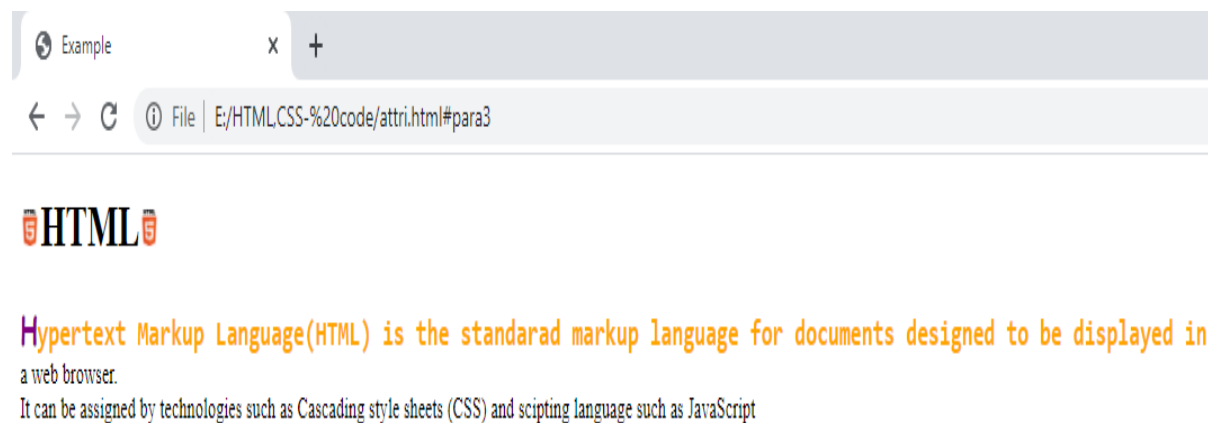 Example
File E:/HTML,CSS-%20code/attri.html#para3
HTML
Hypertext Markup Language(HTML) is the standarad markup language for documents designed to be displayed in
a web browser.
It can be assigned by technologies such as Cascading style sheets (CSS) and scipting language such as JavaScript